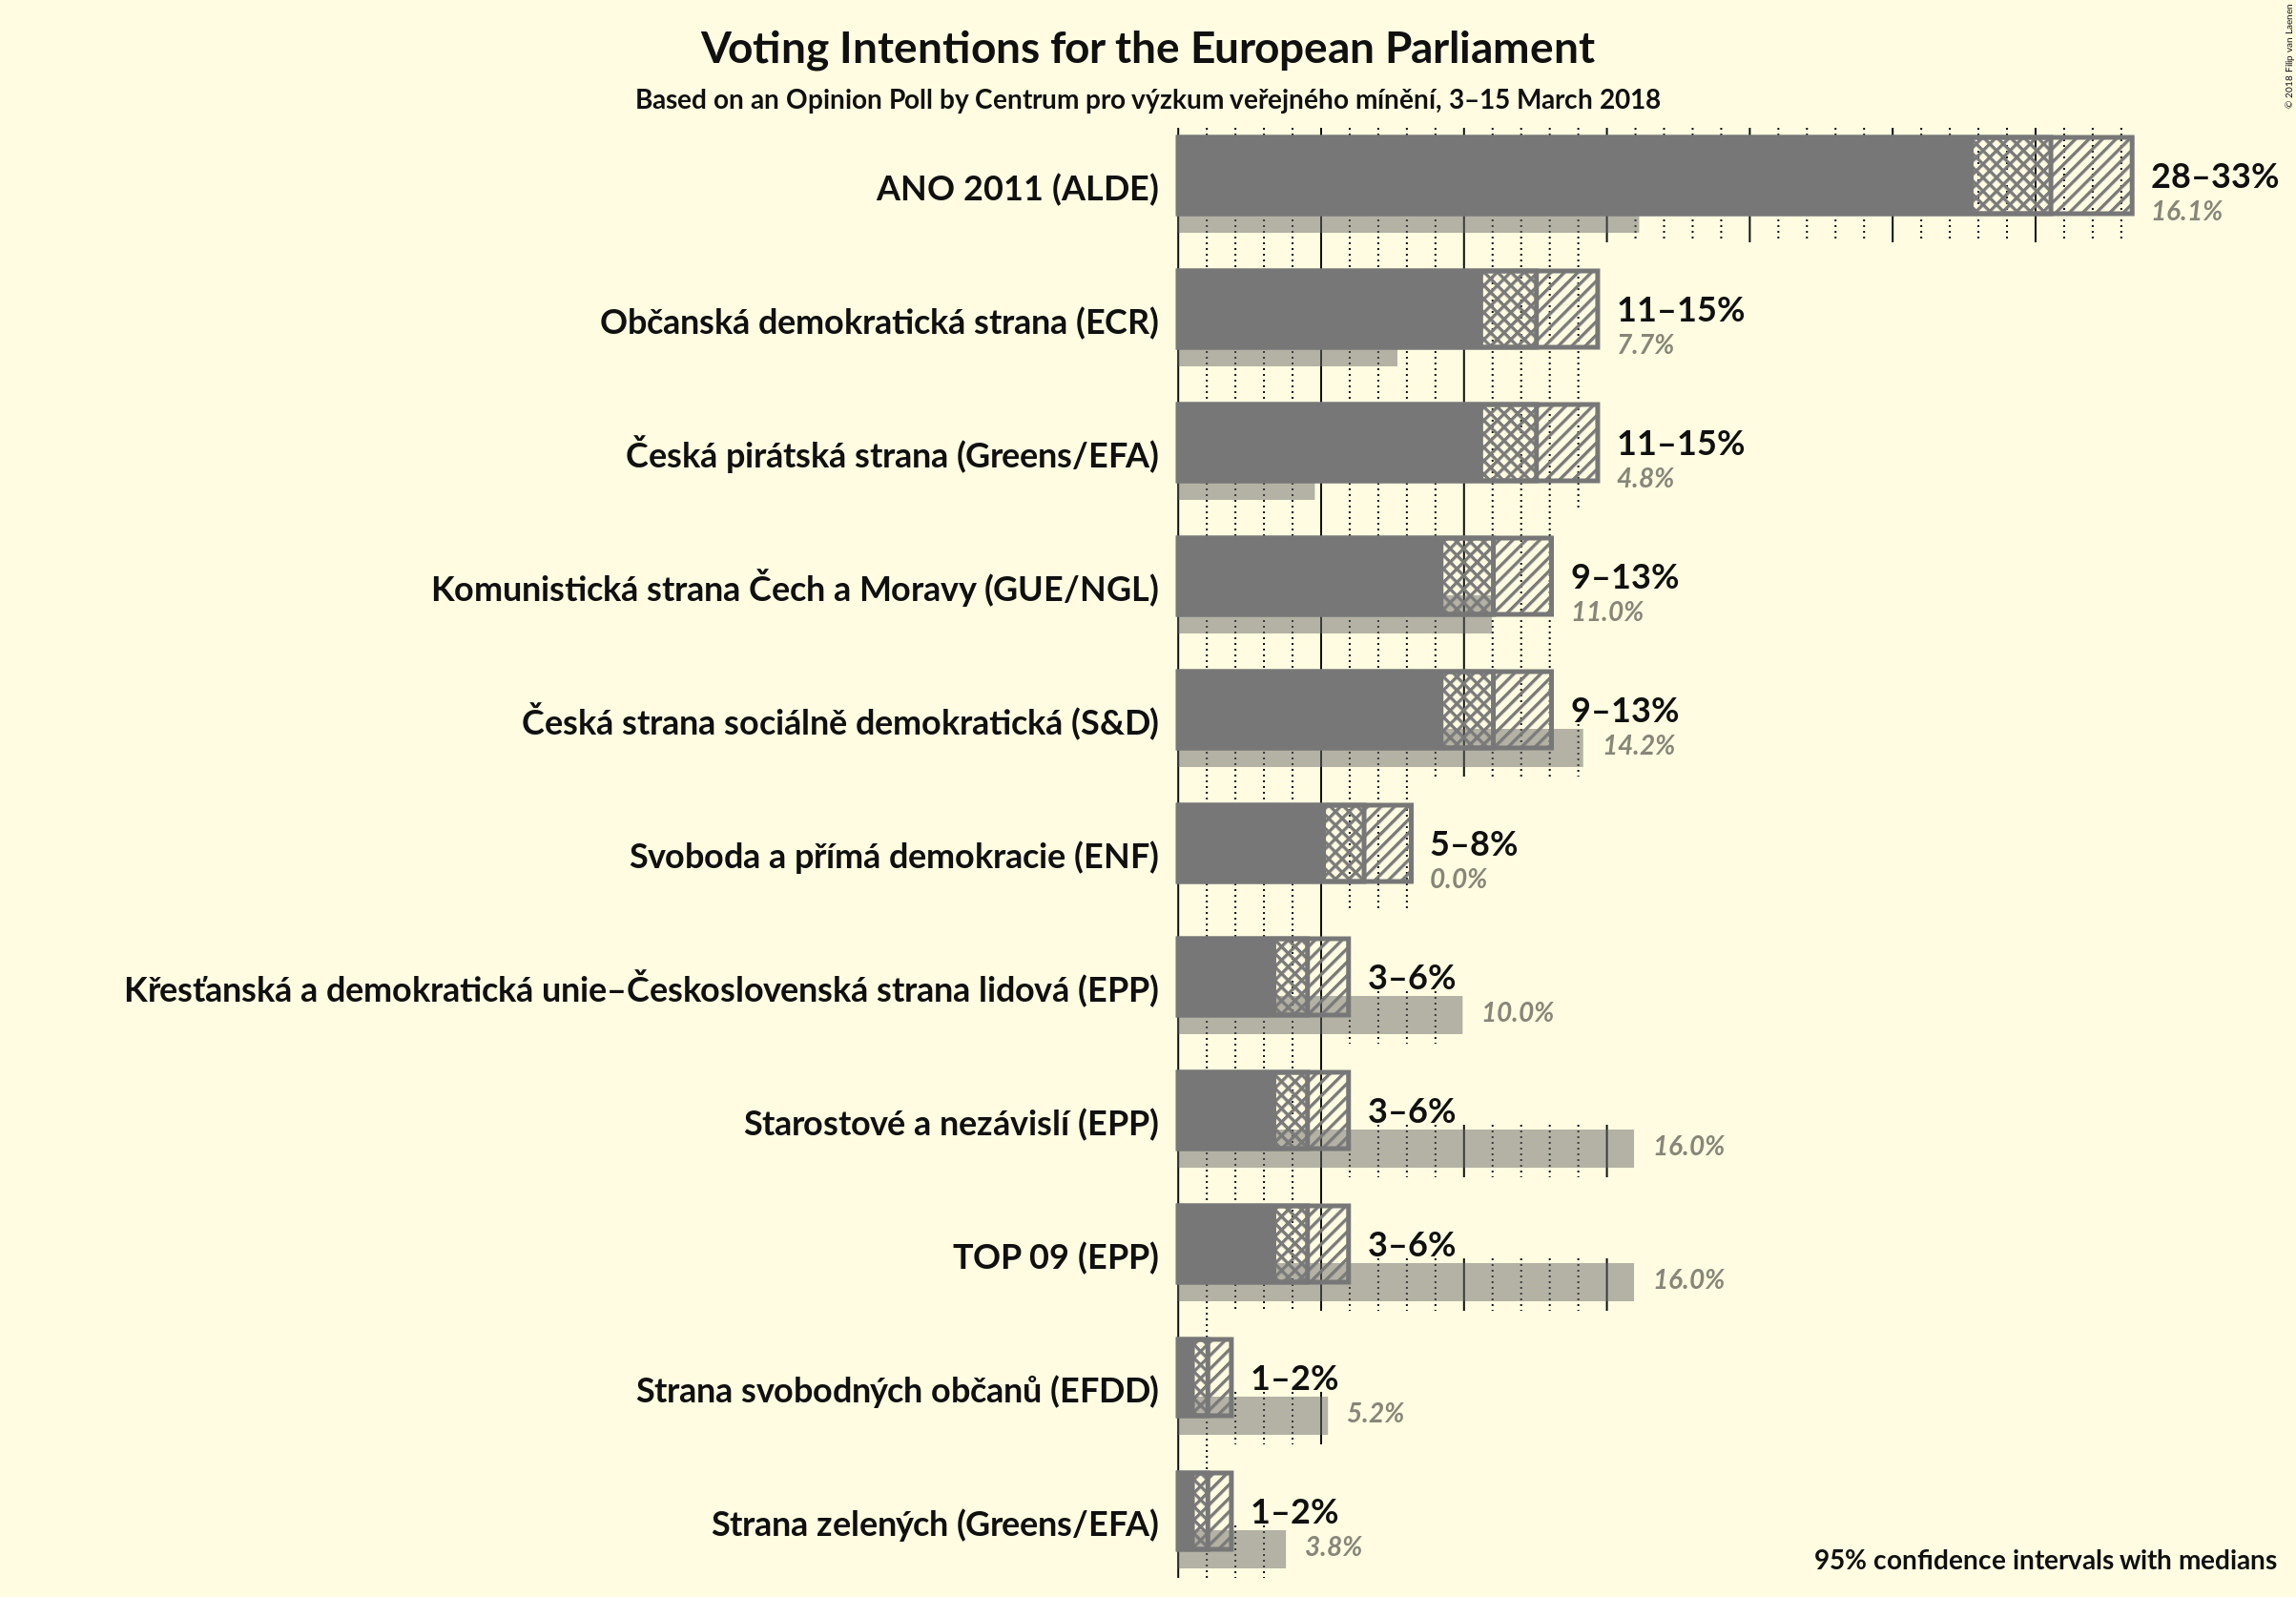 Voting Intentions for the European Parliament
Based on an Opinion Poll by Centrum pro výzkum veřejného mínění, 3–15 March 2018
© 2018 Filip van Laenen
ANO 2011 (ALDE)
28–33%
16.1%
Občanská demokratická strana (ECR)
11–15%
7.7%
Česká pirátská strana (Greens/EFA)
11–15%
4.8%
Komunistická strana Čech a Moravy (GUE/NGL)
9–13%
11.0%
Česká strana sociálně demokratická (S&D)
9–13%
14.2%
Svoboda a přímá demokracie (ENF)
5–8%
0.0%
Křesťanská a demokratická unie–Československá strana lidová (EPP)
3–6%
10.0%
Starostové a nezávislí (EPP)
3–6%
16.0%
TOP 09 (EPP)
3–6%
16.0%
Strana svobodných občanů (EFDD)
1–2%
5.2%
Strana zelených (Greens/EFA)
1–2%
3.8%
95% confidence intervals with medians